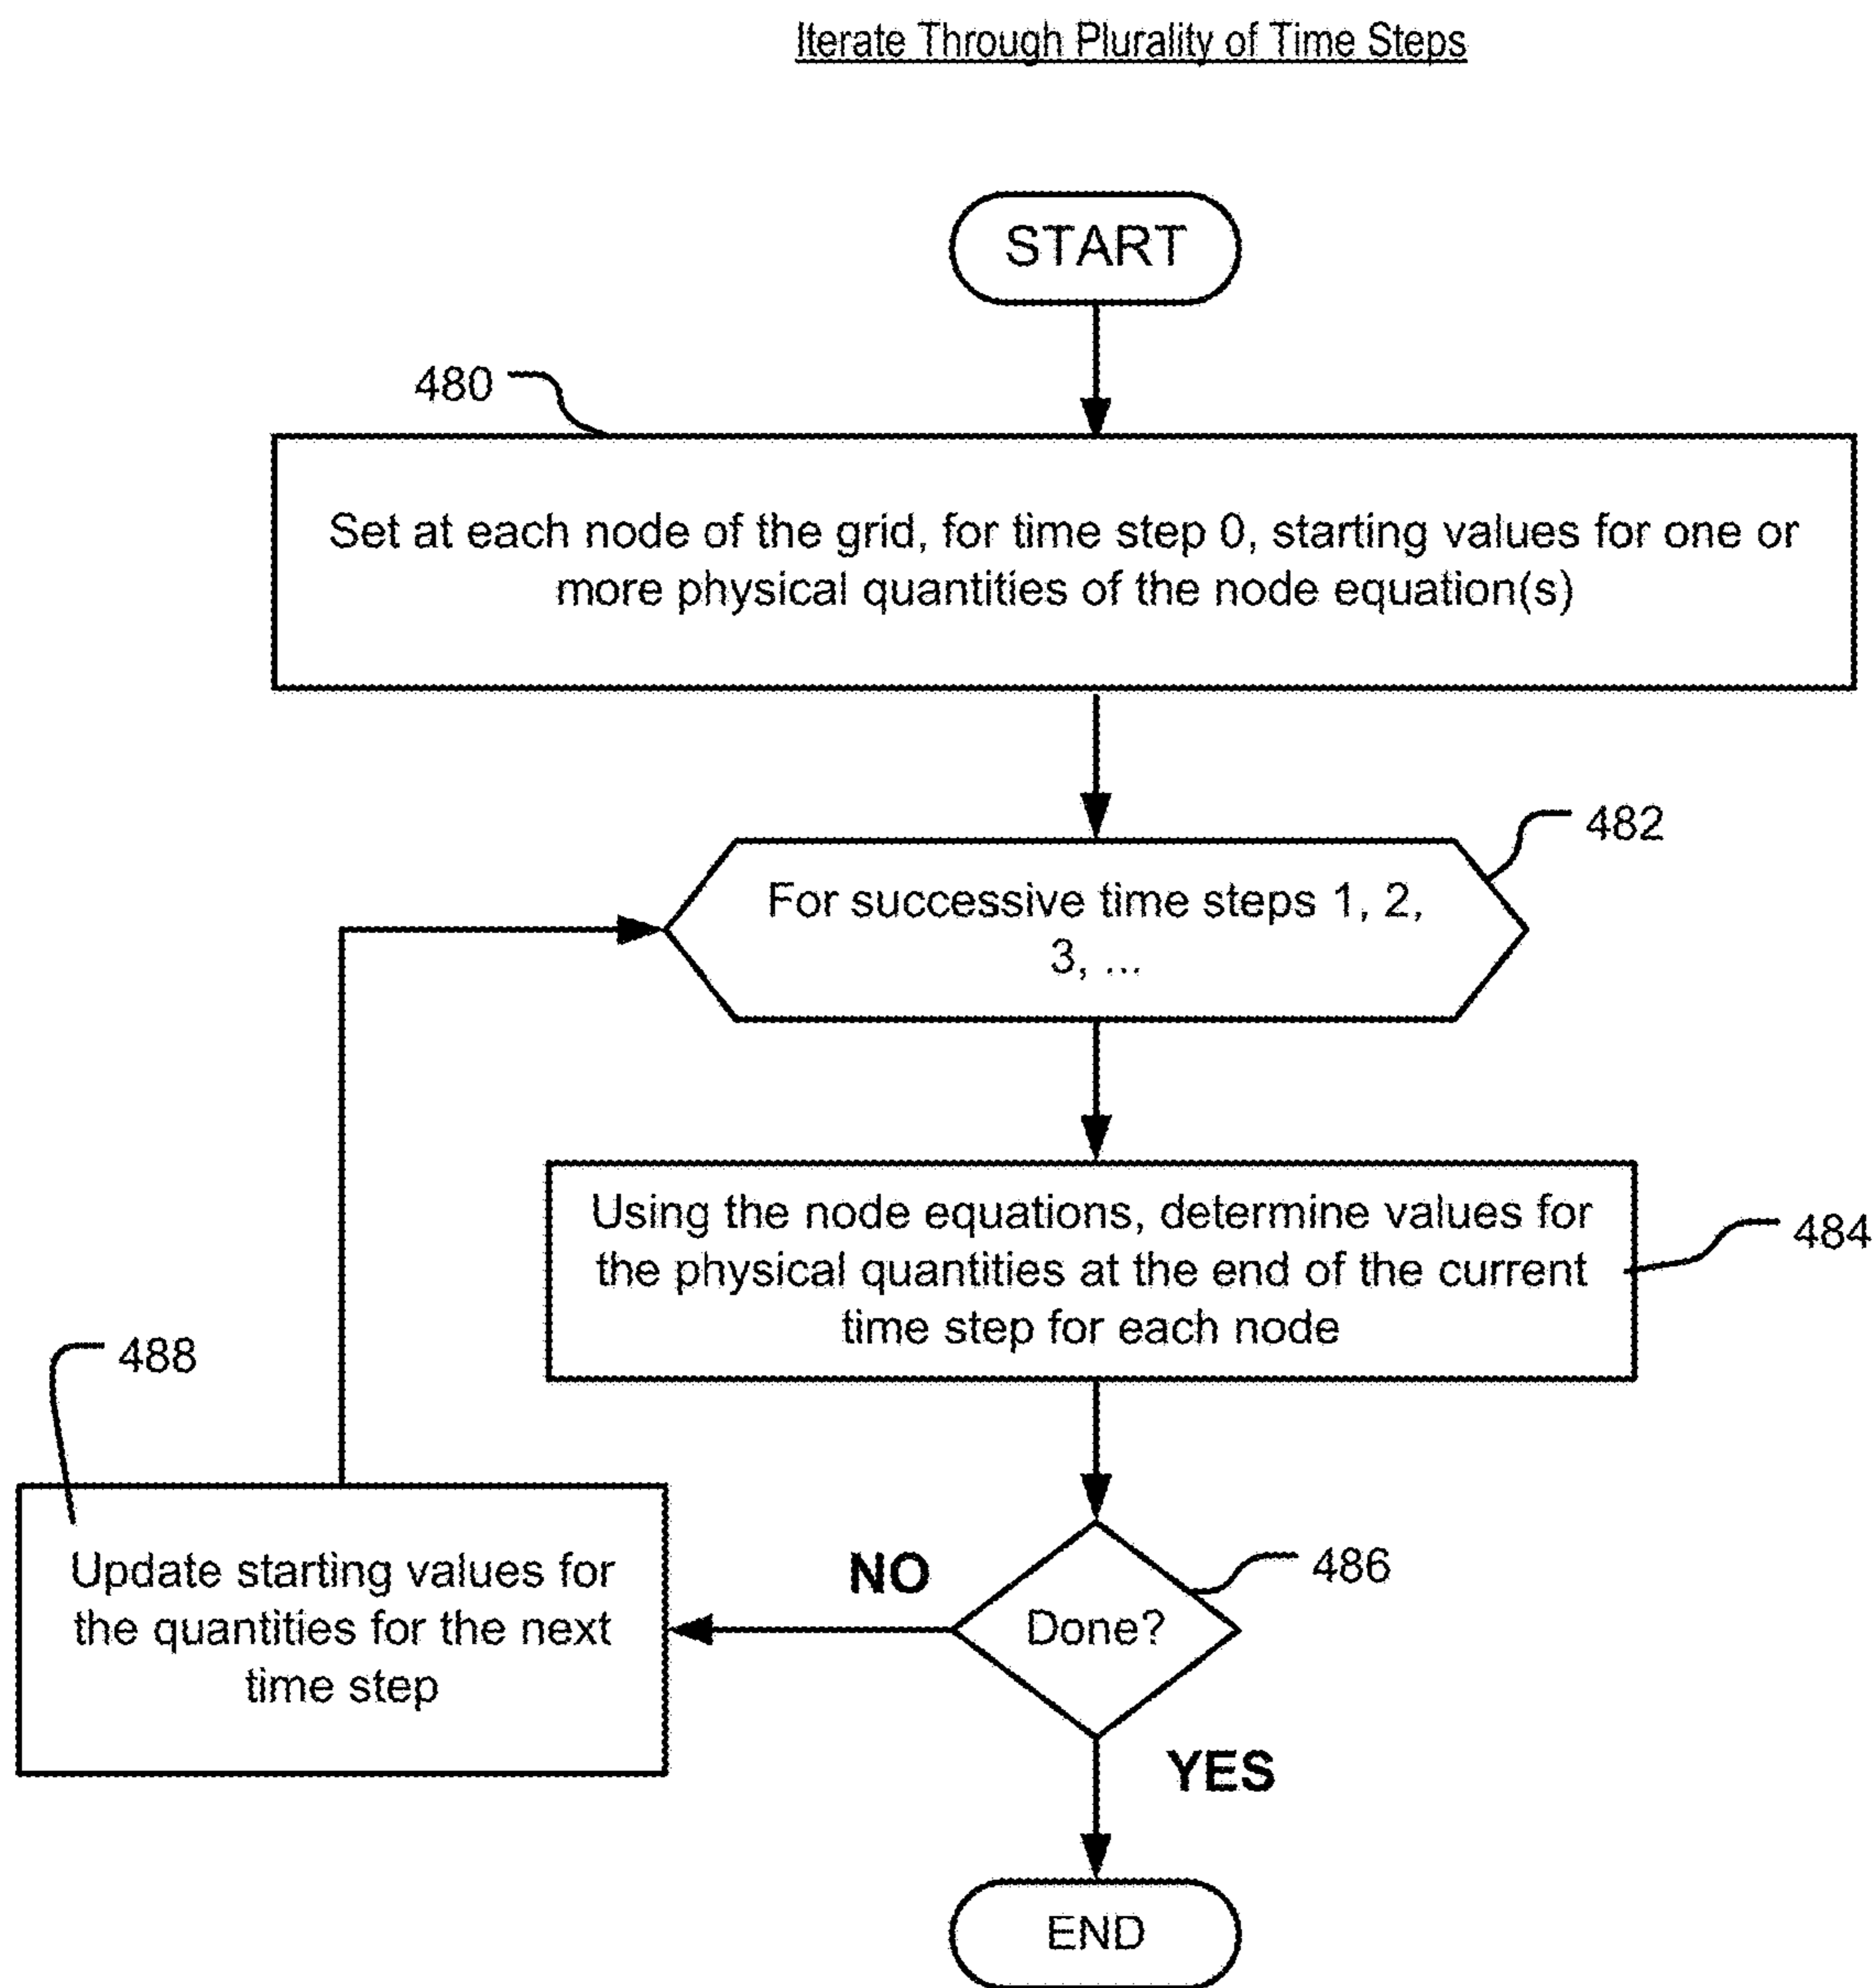 Iterate Through Plurality of Time Steps
START
480
Set at each node of the grid, for time step 0, starting values for one or
more physical quantities of the node equation(s)
482
For successive time steps 1, 2,
3, ...
Using the node equations, determine values for
the physical quantities at the end of the current
time step for each node
484
488
Update starting values for
the quantities for the next
time step
NO
Done?
486
YES
END